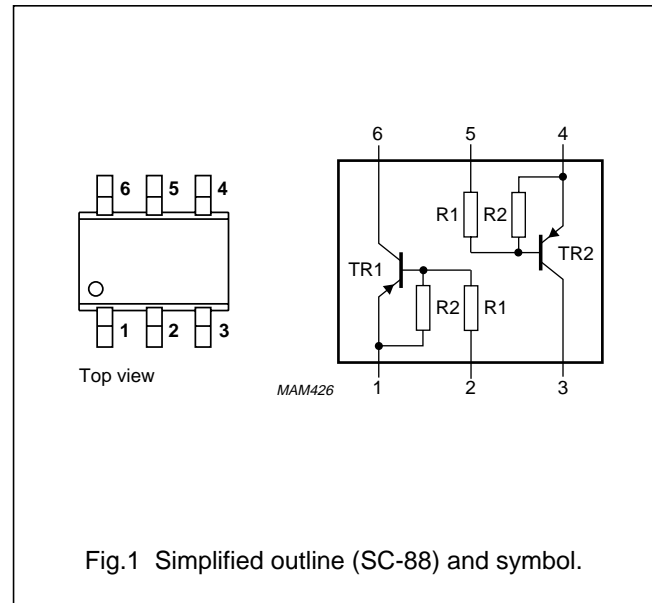 6 5 4
1 2 3
Top view
6 5 4
R1 R2
TR1 TR2
R2 R1
1 2 3
MAM426
Fig.1 Simplified outline (SC-88) and symbol.